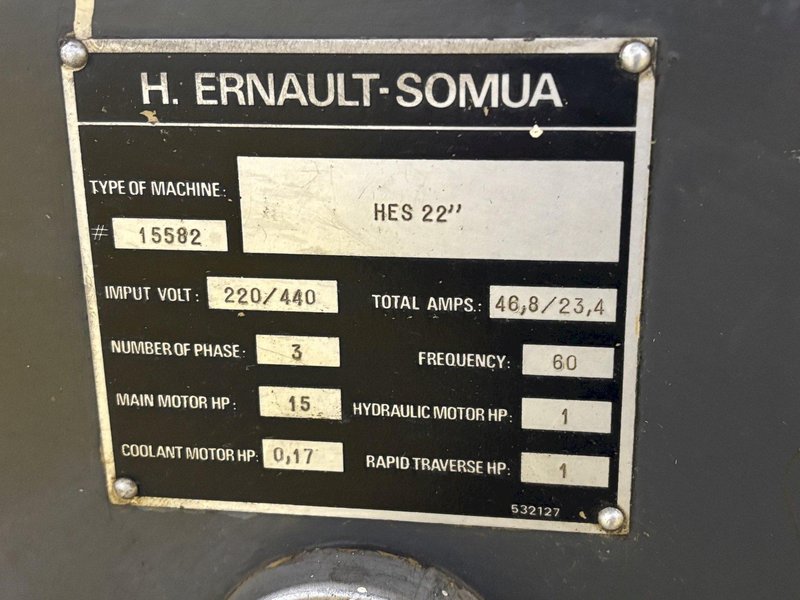 H. ERNAULT-SOMUA
TYPE OF MACHINE: HES 22"
# 15582
IMPUT VOLT: 220/440 TOTAL AMPS.: 46,8/23,4
NUMBER OF PHASE: 3 FREQUENCY: 60
MAIN MOTOR HP: 15 HYDRAULIC MOTOR HP: 1
COOLANT MOTOR HP: 0,17 RAPID TRAVERSE HP: 1
532127